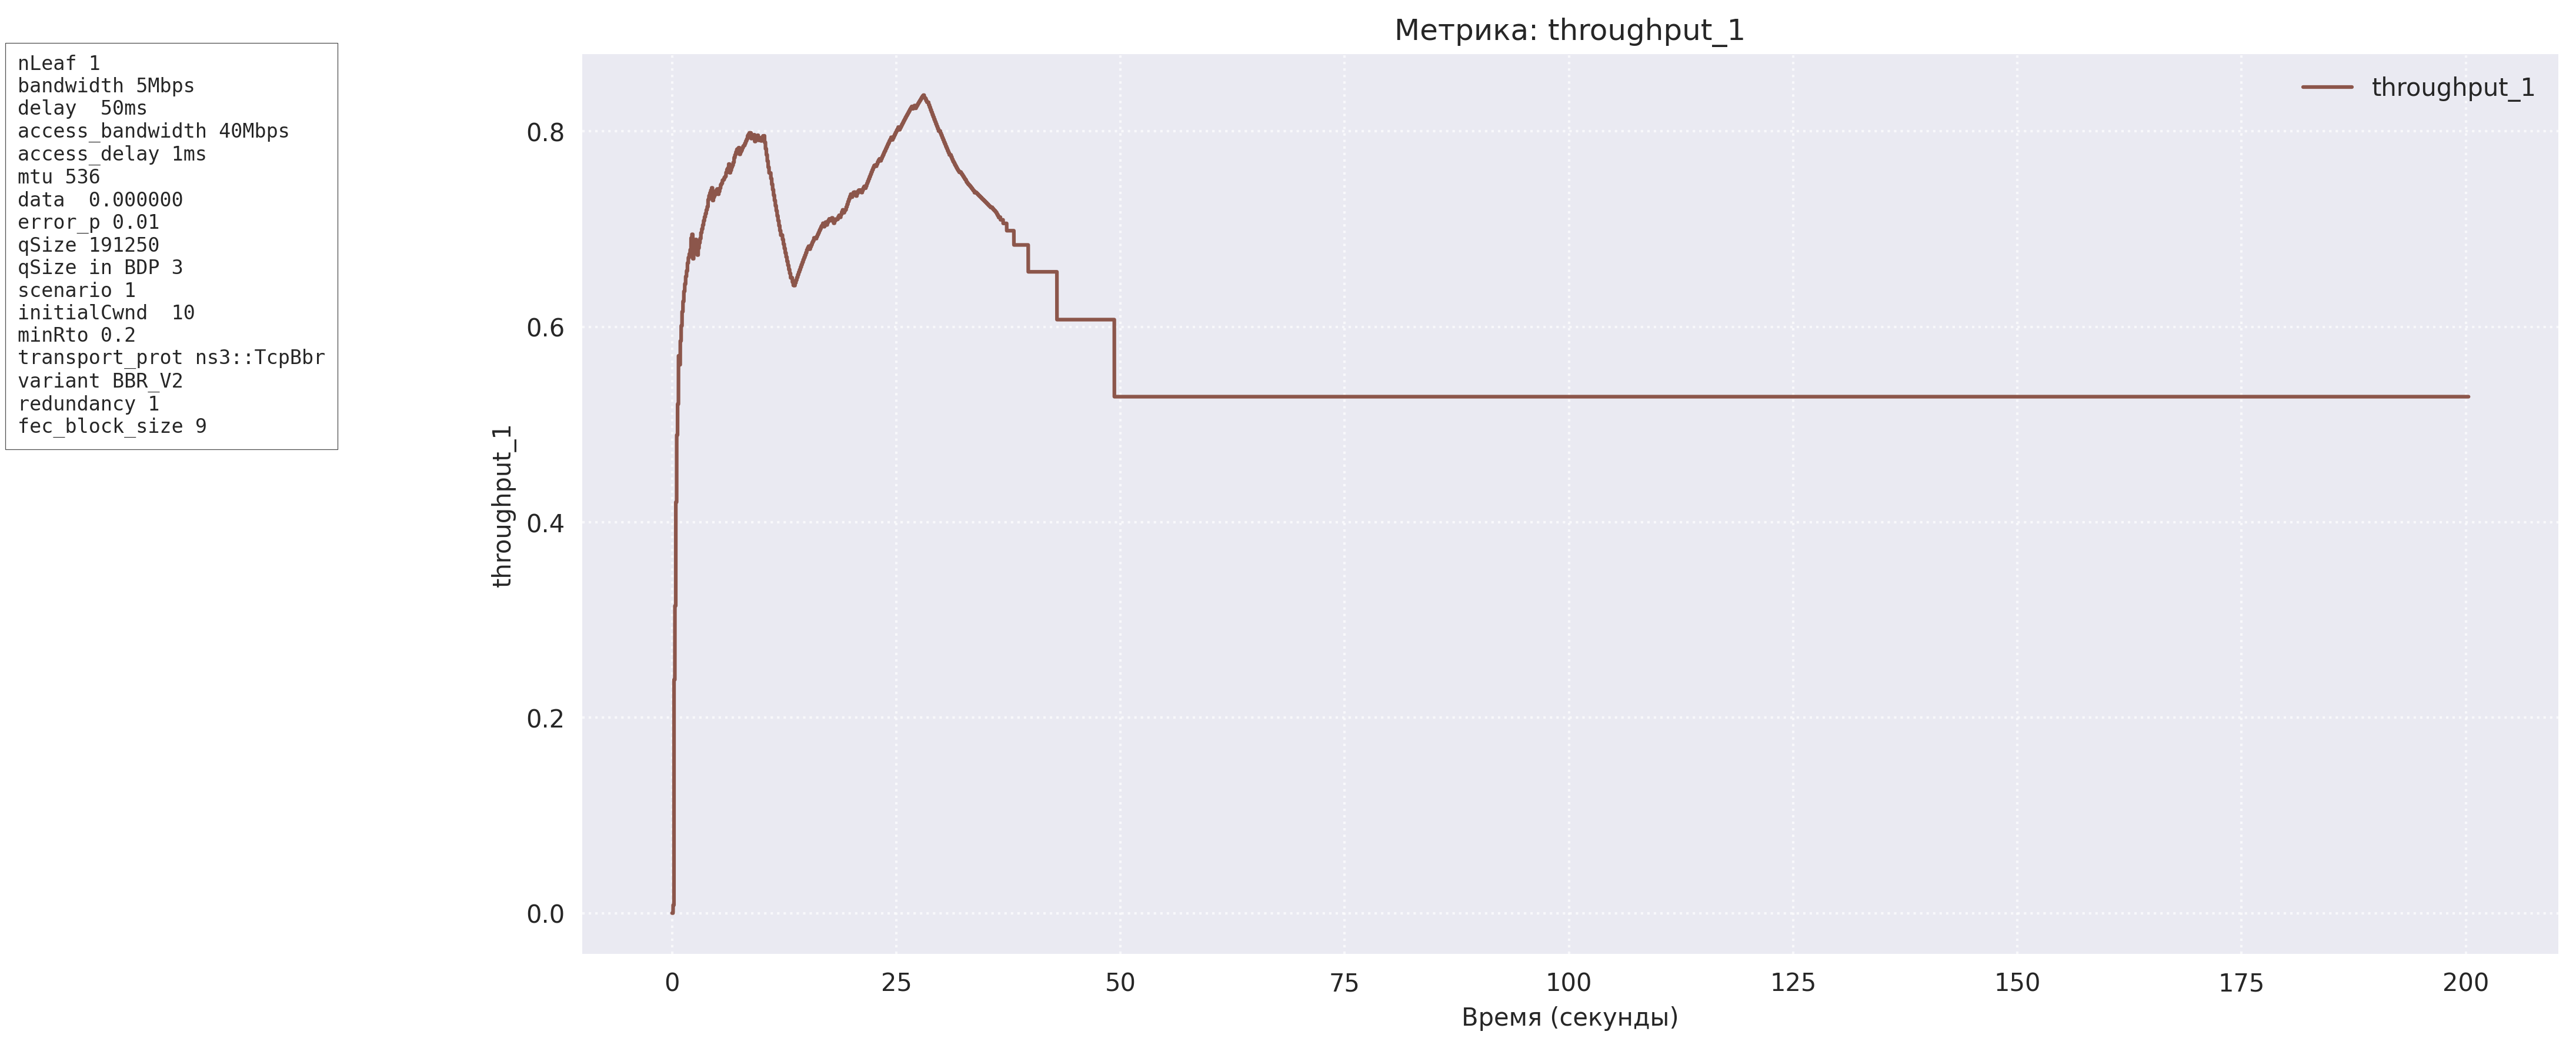 Метрика: throughput_1
nLeaf 1
bandwidth 5Mbps
delay  50ms
access_bandwidth 40Mbps
access_delay 1ms
mtu 536
data  0.000000
error_p 0.01
qSize 191250
qSize in BDP 3
scenario 1
initialCwnd  10
minRto 0.2
transport_prot ns3::TcpBbr
variant BBR_V2
redundancy 1
fec_block_size 9
throughput_1
throughput_1
0.8
0.6
0.4
0.2
0.0
0 25 50 75 100 125 150 175 200
Время (секунды)